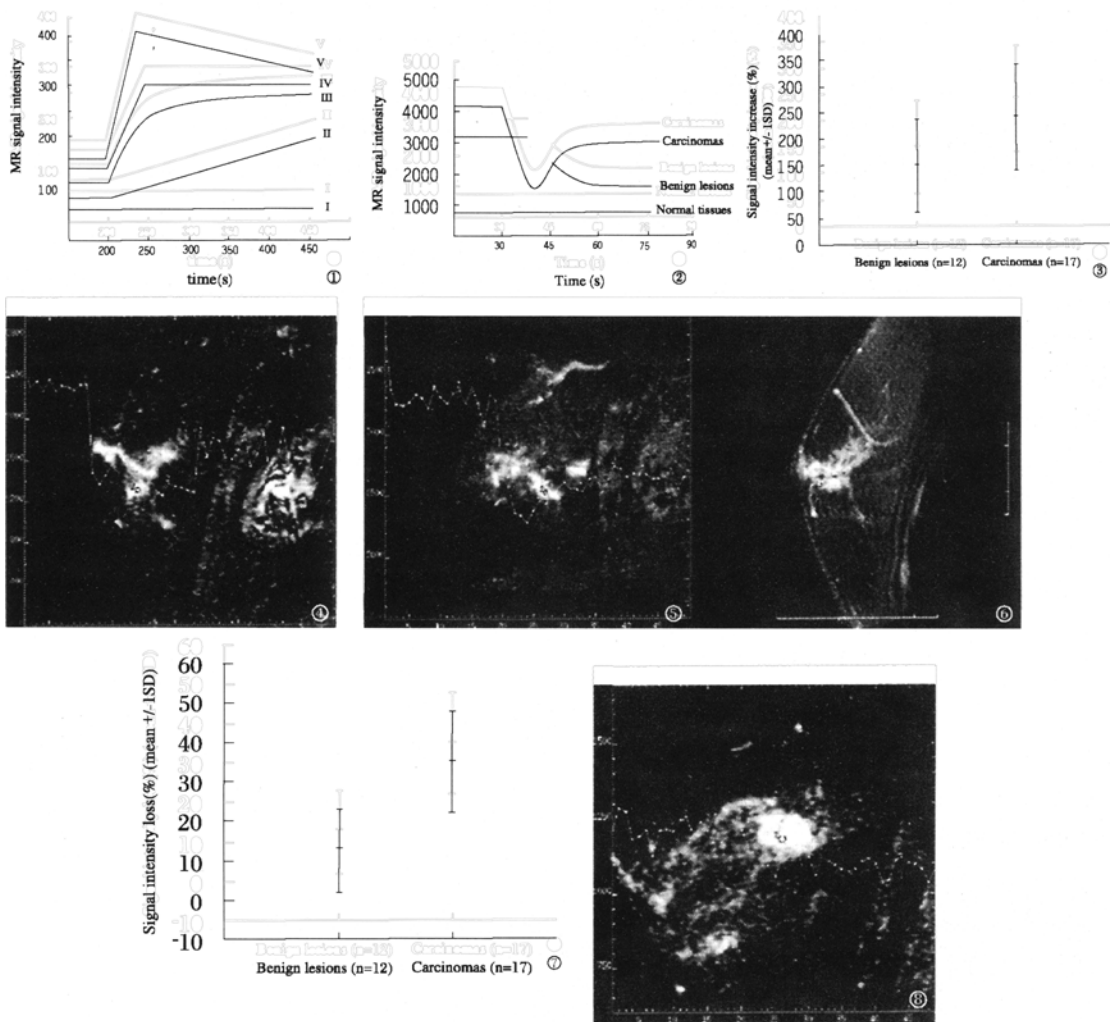 MR signal intensity
400
300
200
100
V
IV
III
II
I
200
250
300
350
400
450
time(s)
①
MR signal intensity
5000
4000
3000
2000
1000
Carcinomas
Benign lesions
Normal tissues
15
30
45
60
75
90
Time (s)
②
Signal intensity increase (%)
(mean+/-1SD)
400
350
300
250
200
150
100
50
0
Benign lesions (n=12)
Carcinomas (n=17)
③
④
⑤
⑥
Signal intensity loss(%) (mean +/-1SD)
60
50
40
30
20
10
0
-10
Benign lesions (n=12)
Carcinomas (n=17)
⑦
⑧